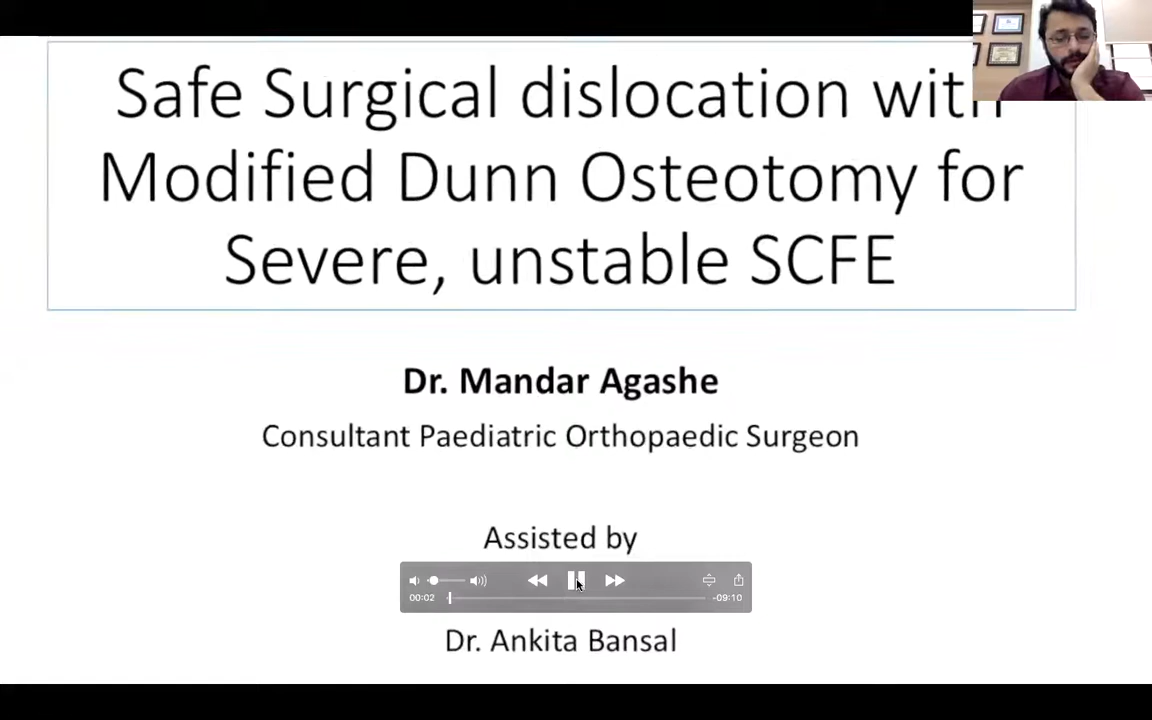 Safe Surgical dislocation with
Modified Dunn Osteotomy for
Severe, unstable SCFE
Dr. Mandar Agashe
Consultant Paediatric Orthopaedic Surgeon
Assisted by
00:02
-09:10
Dr. Ankita Bansal